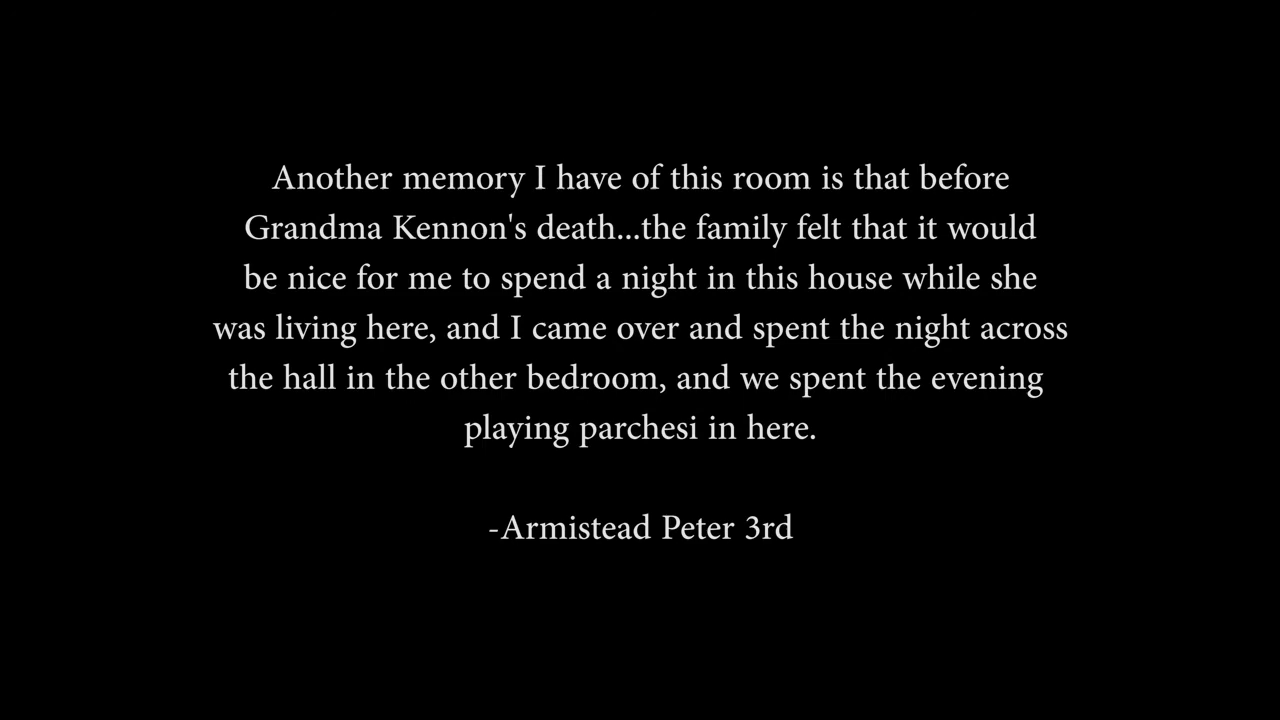 Another memory I have of this room is that before
Grandma Kennon's death...the family felt that it would
be nice for me to spend a night in this house while she
was living here, and I came over and spent the night across
the hall in the other bedroom, and we spent the evening
playing parchesi in here.
-Armistead Peter 3rd